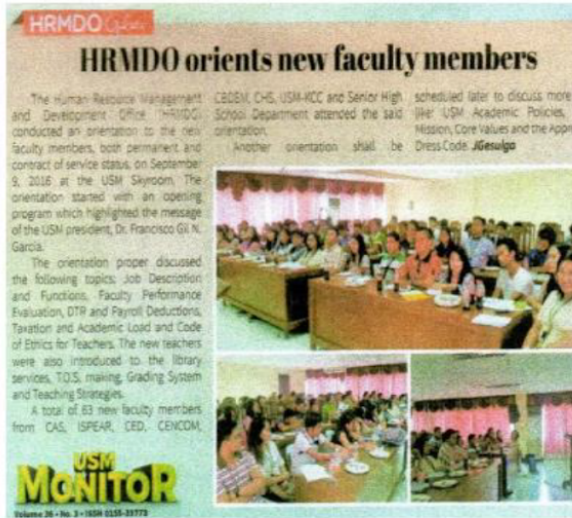 HRMDO Updates
HRMDO orients new faculty members
The Human Resource Management
and Development Office (HRMDO)
conducted an orientation to the new
faculty members, both permanent and
contract of service status, on September
9, 2016 at the USM Skyroom. The
orientation started with an opening
program which highlighted the message
of the USM president, Dr. Francisco Gil N.
Garcia.
The orientation proper discussed
the following topics: Job Description
and Functions, Faculty Performance
Evaluation, DTR and Payroll Deductions,
Taxation and Academic Load and Code
of Ethics for Teachers. The new teachers
were also introduced to the library
services, T.O.S. making, Grading System
and Teaching Strategies.
A total of 63 new faculty members
from CAS, ISPEAR, CED, CENCOM,
CBDEM, CHS, USM-KCC and Senior High
School Department attended the said
orientation.
Another orientation shall be
scheduled later to discuss more
like USM Academic Policies,
Mission, Core Values and the
Dress Code. JGesulga
USM
MONITOR
Volume 26 • No. 3 • ISSN